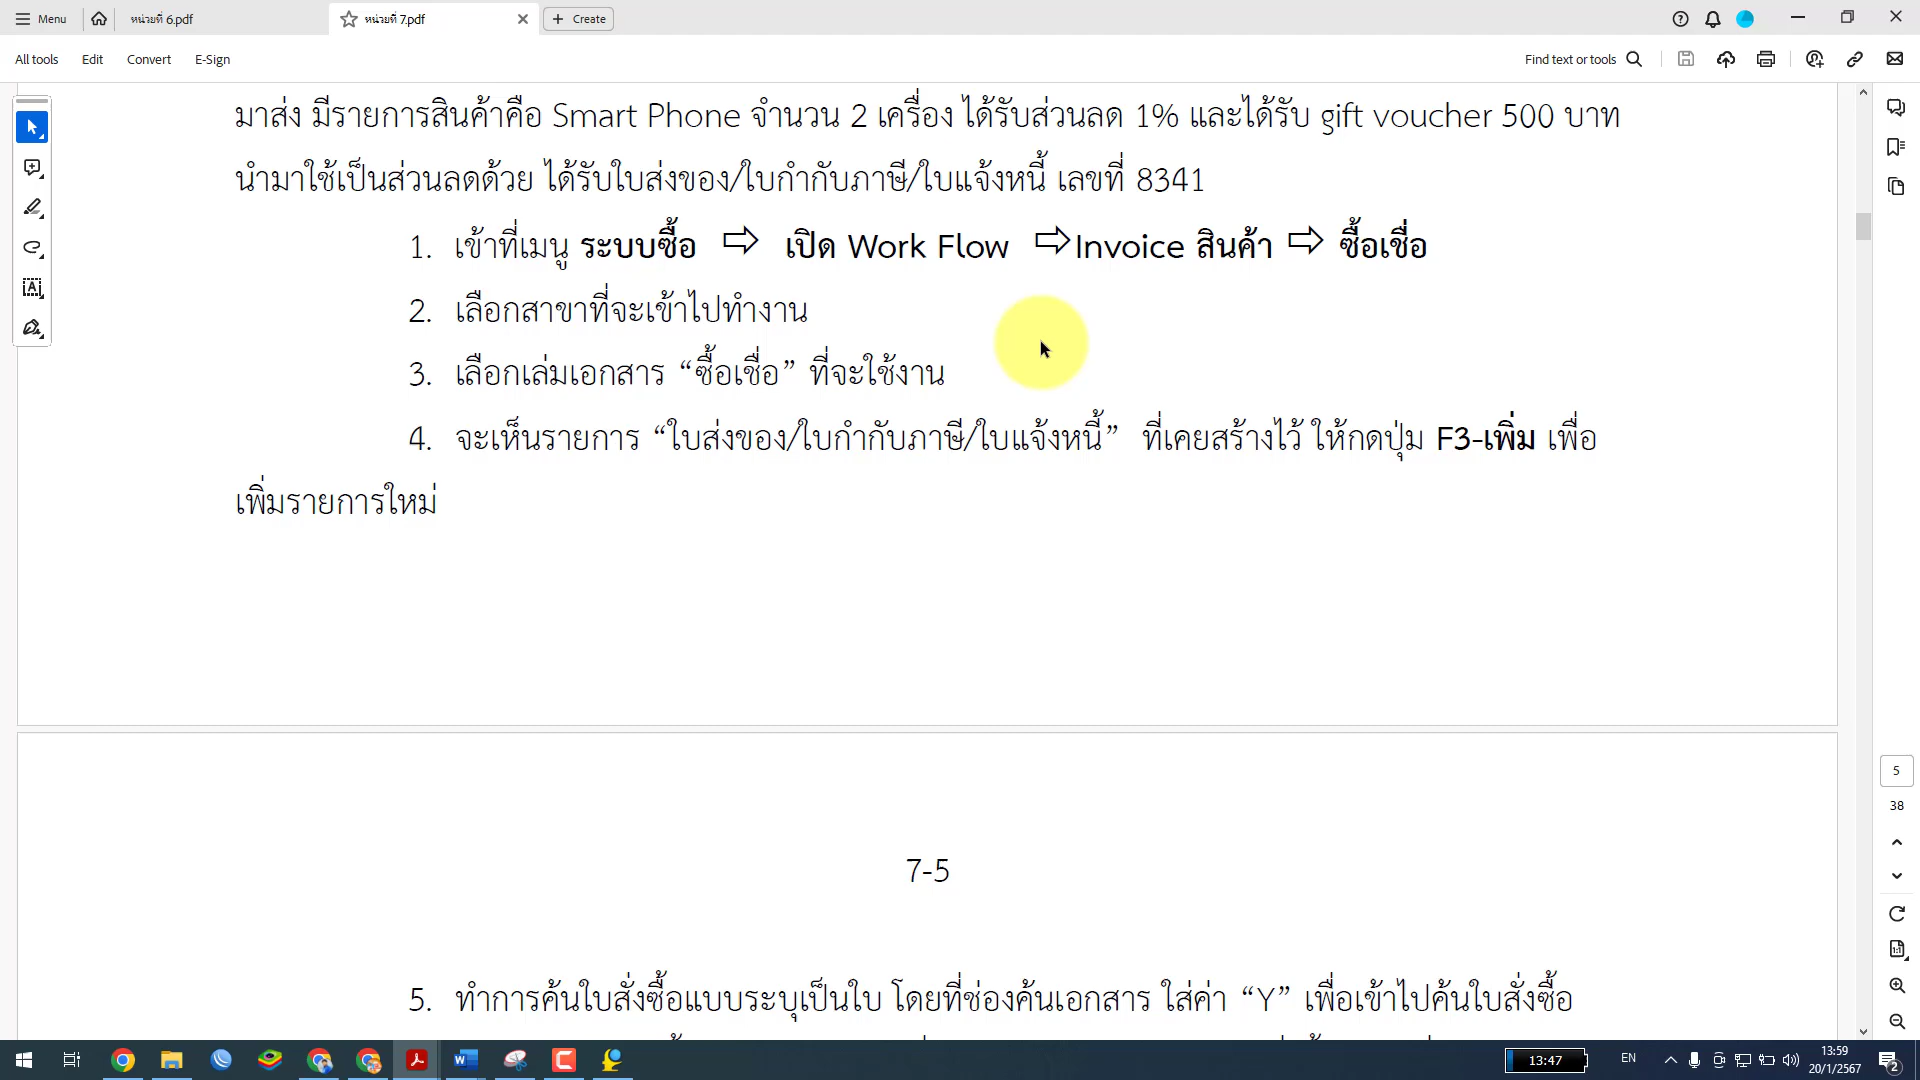 Menu
หน่วยที่ 6.pdf
หน่วยที่ 7.pdf
Create
All tools
Edit
Convert
E-Sign
Find text or tools
มาส่ง มีรายการสินค้าคือ Smart Phone จำนวน 2 เครื่อง ได้รับส่วนลด 1% และได้รับ gift voucher 500 บาท
นำมาใช้เป็นส่วนลดด้วย ได้รับใบส่งของ/ใบกำกับภาษี/ใบแจ้งหนี้ เลขที่ 8341
1. เข้าที่เมนู ระบบซื้อ ⇨ เปิด Work Flow ⇨Invoice สินค้า ⇨ ซื้อเชื่อ
2. เลือกสาขาที่จะเข้าไปทำงาน
3. เลือกเล่มเอกสาร “ซื้อเชื่อ” ที่จะใช้งาน
4. จะเห็นรายการ “ใบส่งของ/ใบกำกับภาษี/ใบแจ้งหนี้” ที่เคยสร้างไว้ ให้กดปุ่ม F3-เพิ่ม เพื่อ
เพิ่มรายการใหม่
5
38
7-5
5. ทำการค้นใบสั่งซื้อแบบระบุเป็นใบ โดยที่ช่องค้นเอกสาร ใส่ค่า “Y” เพื่อเข้าไปค้นใบสั่งซื้อ
13:47
EN
13:59
20/1/2567
2